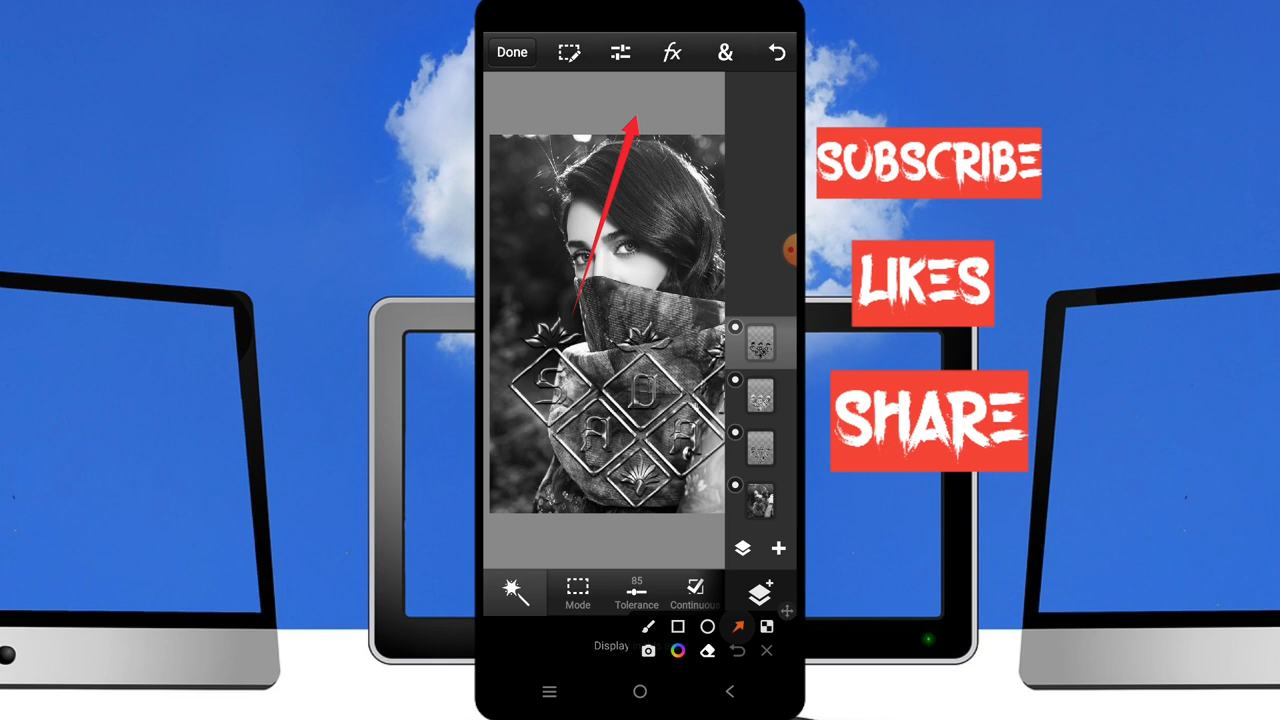 Done
fx
&
SUBSCRIBE
LIKES
SHARE
S D
A A
85
Mode
Tolerance
Continuous
Display